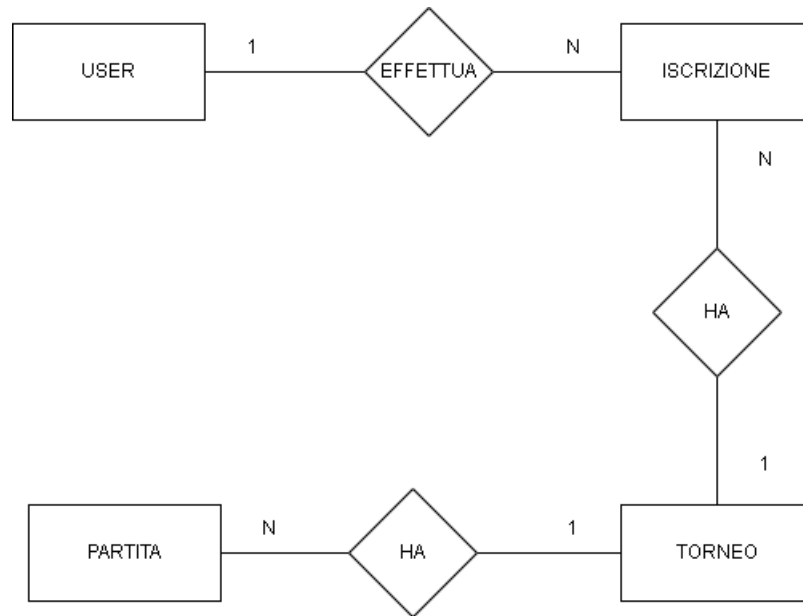 USER
1
EFFETTUA
N
ISCRIZIONE
N
HA
1
PARTITA
N
HA
1
TORNEO